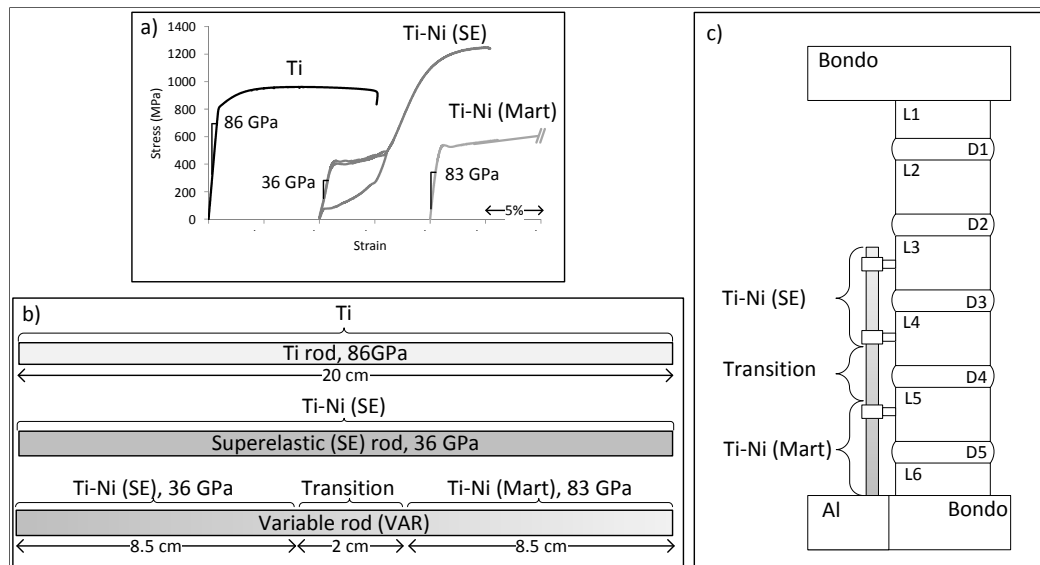 a)
1400
1200
1000
800
600
400
200
0
Stress (MPa)
Strain
Ti
86 GPa
Ti-Ni (SE)
36 GPa
Ti-Ni (Mart)
83 GPa
5%
b)
Ti
Ti rod, 86GPa
20 cm
Ti-Ni (SE)
Superelastic (SE) rod, 36 GPa
Ti-Ni (SE), 36 GPa Transition Ti-Ni (Mart), 83 GPa
Variable rod (VAR)
8.5 cm 2 cm 8.5 cm
c)
Bondo
L1
D1
L2
D2
L3
Ti-Ni (SE)
D3
L4
Transition
D4
L5
Ti-Ni (Mart)
D5
L6
Al Bondo